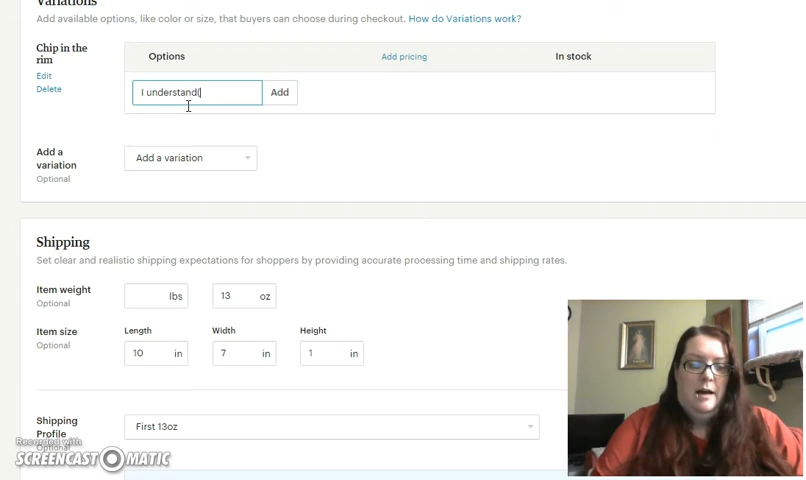 Variations
Add available options, like color or size, that buyers can choose during checkout. How do Variations work?
Chip in the
rim
Edit
Delete
Options
Add pricing
In stock
I understand(
Add
Add a
variation
Optional
Add a variation
Shipping
Set clear and realistic shipping expectations for shoppers by providing accurate processing time and shipping rates.
Item weight
Optional
lbs
13 oz
Item size
Optional
Length
Width
Height
10 in
7 in
1 in
Shipping
Profile
Optional
First 13oz
Recorded with
SCREENCAST MATIC